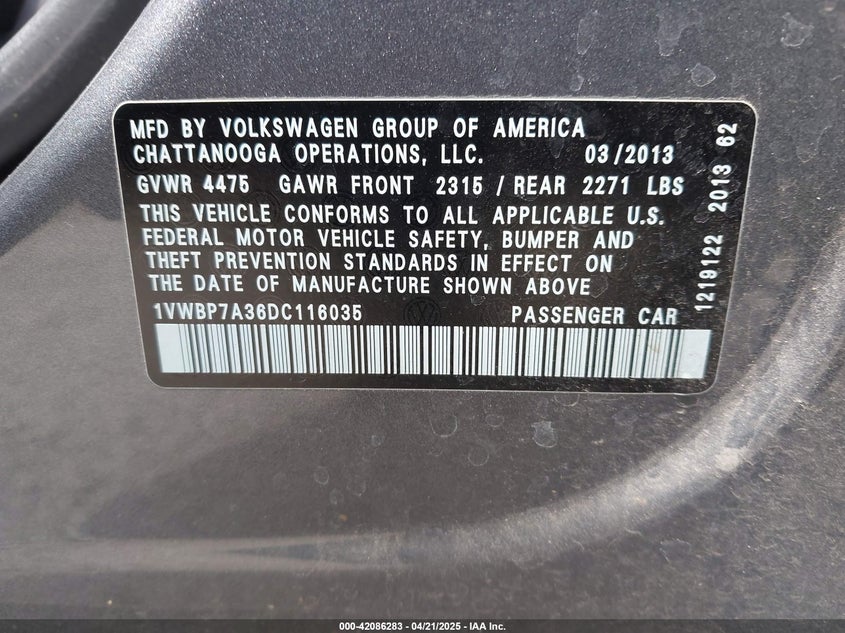 MFD BY VOLKSWAGEN GROUP OF AMERICA
CHATTANOOGA OPERATIONS, LLC. 03/2013
GVWR 4475 GAWR FRONT 2315 / REAR 2271 LBS
THIS VEHICLE CONFORMS TO ALL APPLICABLE U.S.
FEDERAL MOTOR VEHICLE SAFETY, BUMPER AND
THEFT PREVENTION STANDARDS IN EFFECT ON
THE DATE OF MANUFACTURE SHOWN ABOVE
1VWBP7A36DC116035 PASSENGER CAR
1219122 2013 62
000-42086283 - 04/21/2025 - IAA Inc.